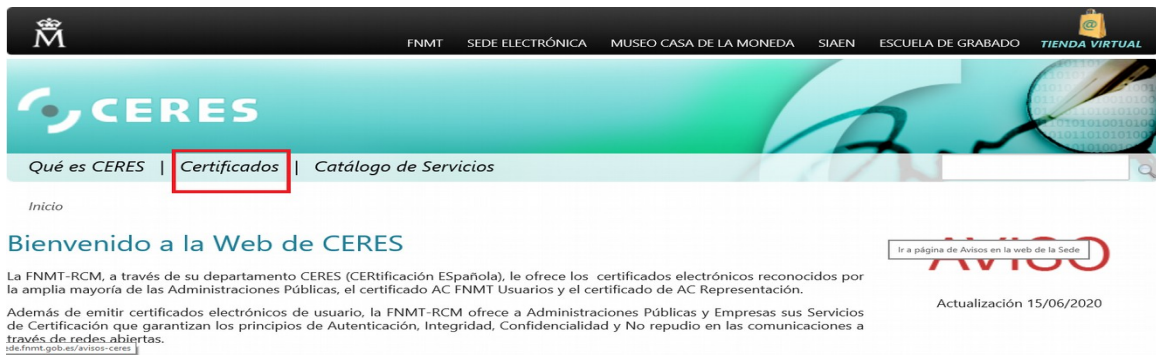 M
FNMT SEDE ELECTRÓNICA MUSEO CASA DE LA MONEDA SIAEN ESCUELA DE GRABADO TIENDA VIRTUAL
CERES
Qué es CERES | Certificados | Catálogo de Servicios
Inicio
Bienvenido a la Web de CERES
La FNMT-RCM, a través de su departamento CERES (CERtificación ESpañola), le ofrece los certificados electrónicos reconocidos por
la amplia mayoría de las Administraciones Públicas, el certificado AC FNMT Usuarios y el certificado de AC Representación.
Además de emitir certificados electrónicos de usuario, la FNMT-RCM ofrece a Administraciones Públicas y Empresas sus Servicios
de Certificación que garantizan los principios de Autenticación, Integridad, Confidencialidad y No repudio en las comunicaciones a
través de redes abiertas.
AVISO
Ir a página de Avisos en la web de la Sede
Actualización 15/06/2020
ede.fnmt.gob.es/avisos-ceres